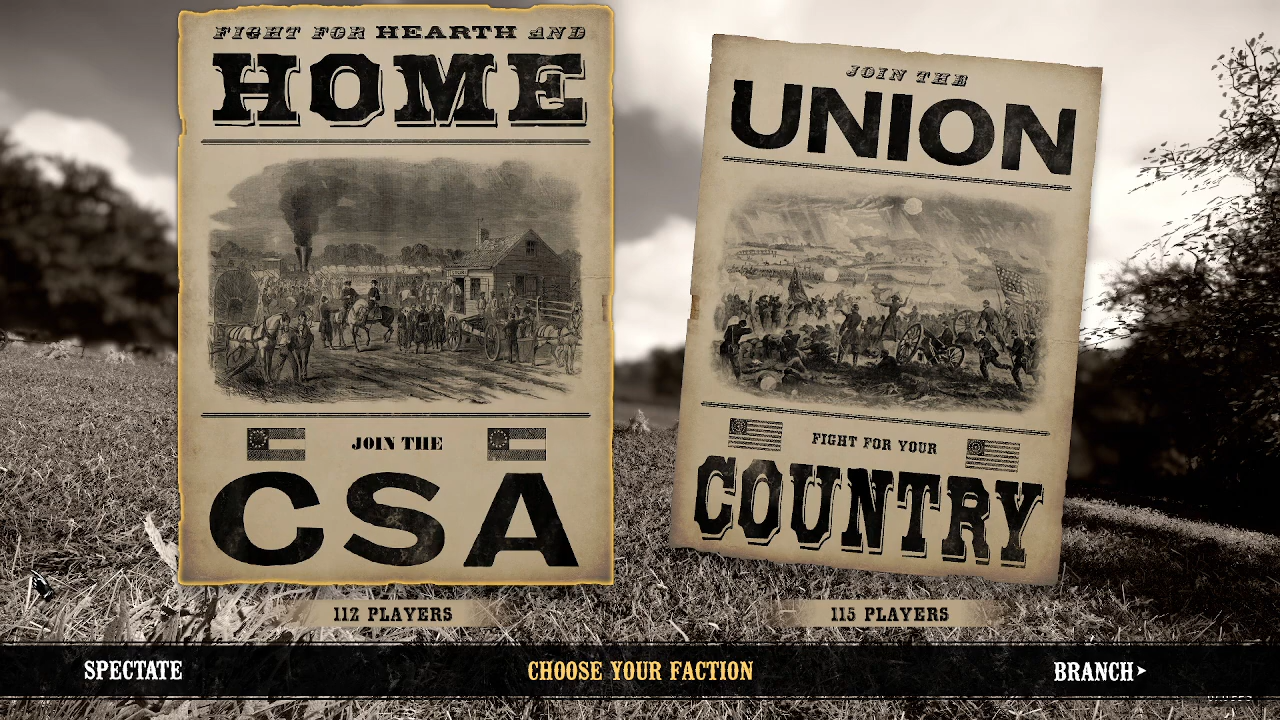 FIGHT FOR HEARTH AND
HOME
JOIN THE
CSA
112 PLAYERS
JOIN THE
UNION
FIGHT FOR YOUR
COUNTRY
115 PLAYERS
SPECTATE
CHOOSE YOUR FACTION
BRANCH